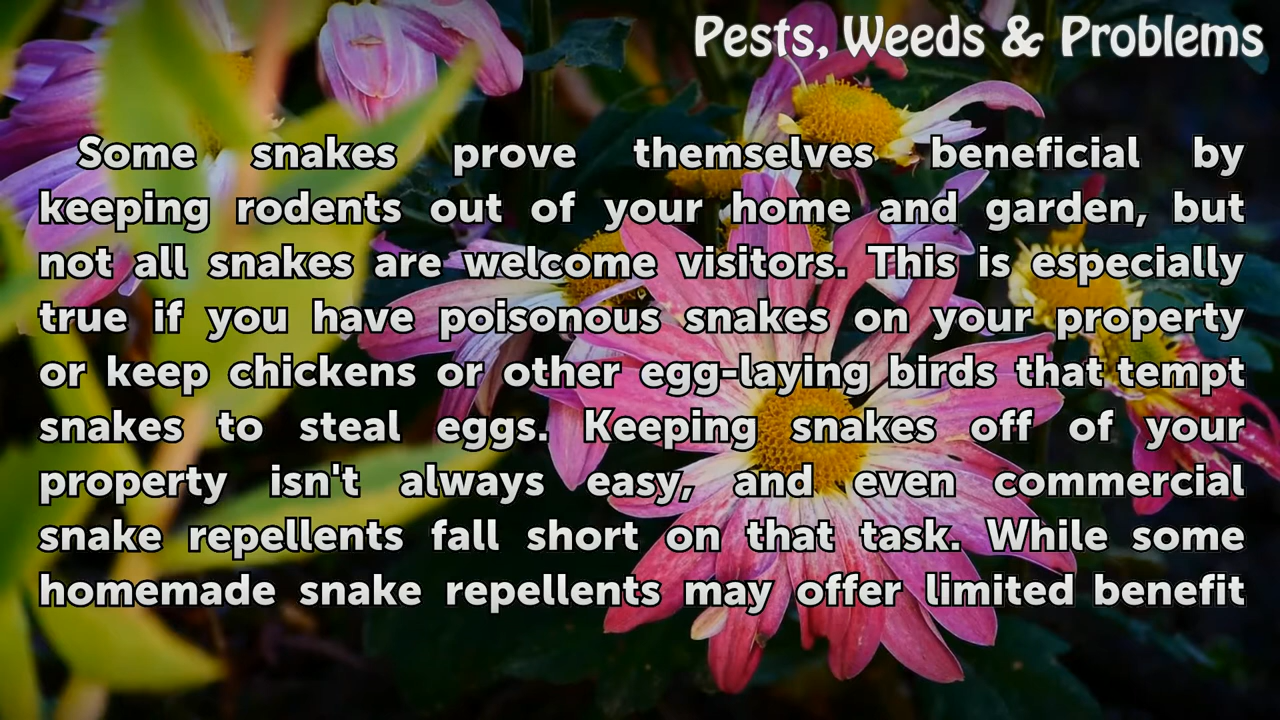 Pests, Weeds & Problems
Some snakes prove themselves beneficial by
keeping rodents out of your home and garden, but
not all snakes are welcome visitors. This is especially
true if you have poisonous snakes on your property
or keep chickens or other egg-laying birds that tempt
snakes to steal eggs. Keeping snakes off of your
property isn't always easy, and even commercial
snake repellents fall short on that task. While some
homemade snake repellents may offer limited benefit